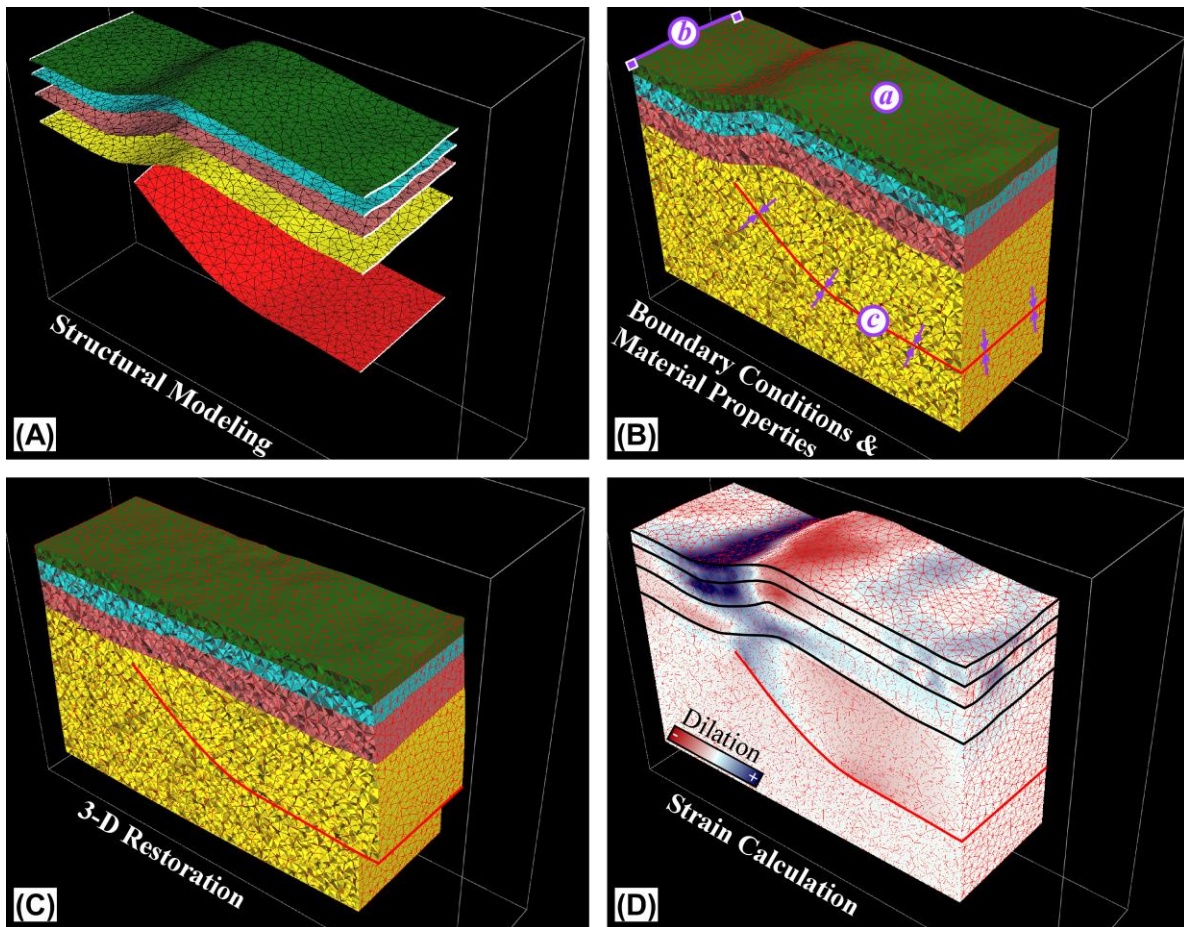 Structural Modeling
(A)
b
a
c
Boundary Conditions &
Material Properties
(B)
3-D Restoration
(C)
Dilation
- +
Strain Calculation
(D)